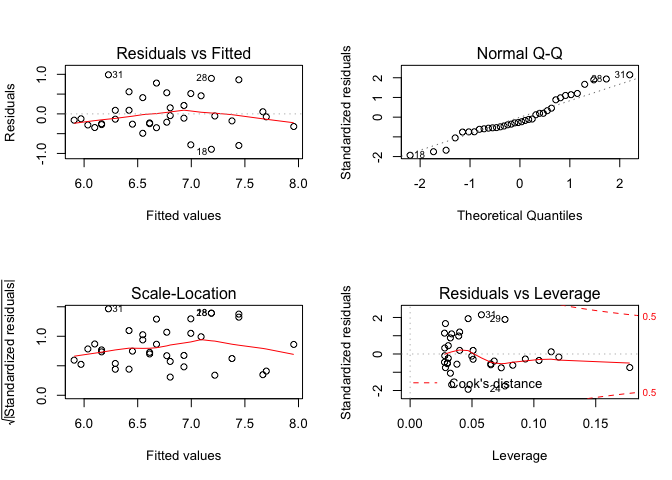 Residuals vs Fitted
Residuals
-1.0 0.0 1.0
31
28
18
6.0 6.5 7.0 7.5 8.0
Fitted values
Normal Q-Q
Standardized residuals
-2 0 1 2
28
31
18
-2 -1 0 1 2
Theoretical Quantiles
Scale-Location
√|Standardized residuals|
0.0 1.0
31
28
6.0 6.5 7.0 7.5 8.0
Fitted values
Residuals vs Leverage
Standardized residuals
-2 0 2
31
29
24
Cook's distance
0.5
0.5
0.00 0.05 0.10 0.15
Leverage